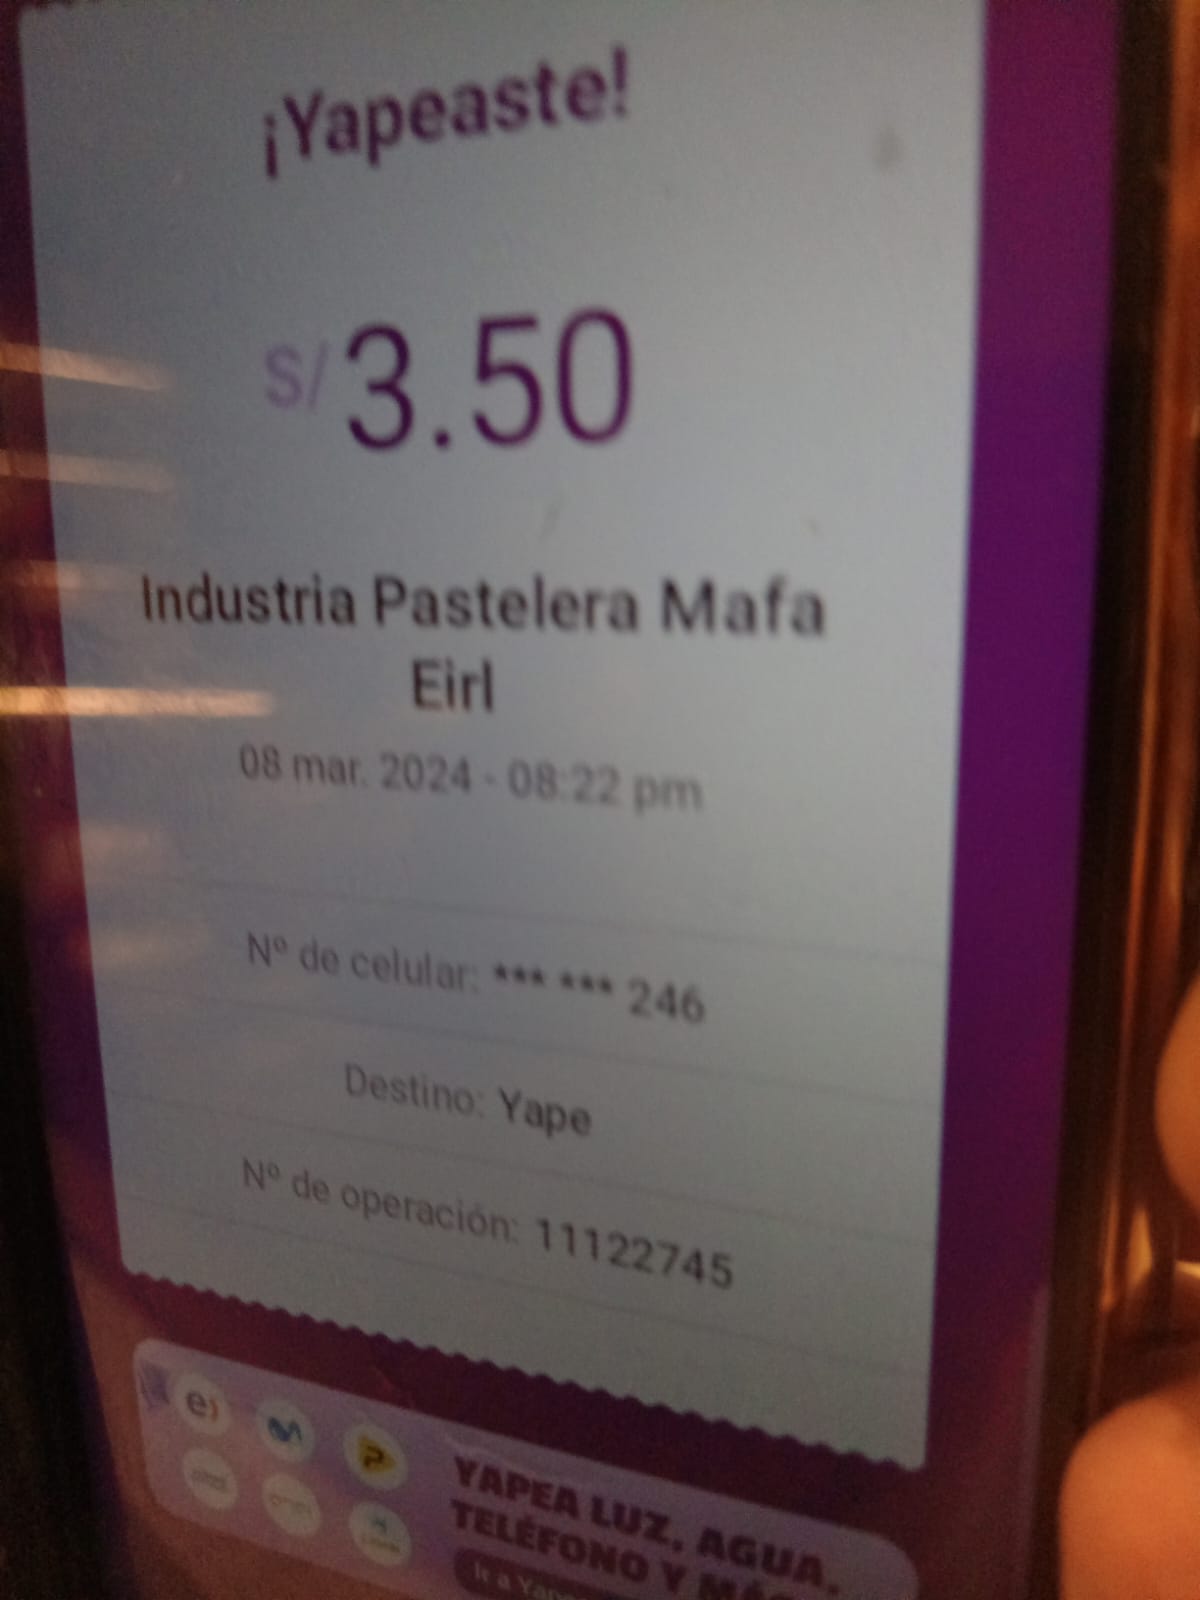 ¡Yapeaste!
S/3.50
Industria Pastelera Mafa
Eirl
08 mar. 2024 - 08:22 pm
Nº de celular: *** *** 246
Destino: Yape
Nº de operación: 11122745
e)
YAPEA LUZ, AGUA,
TELÉFONO Y
Ir a